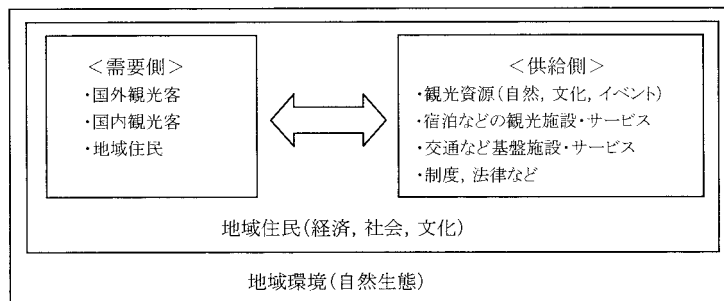 ＜需要側＞
・国外観光客
・国内観光客
・地域住民
＜供給側＞
・観光資源(自然, 文化, イベント)
・宿泊などの観光施設・サービス
・交通など基盤施設・サービス
・制度, 法律など
地域住民(経済, 社会, 文化)
地域環境(自然生態)